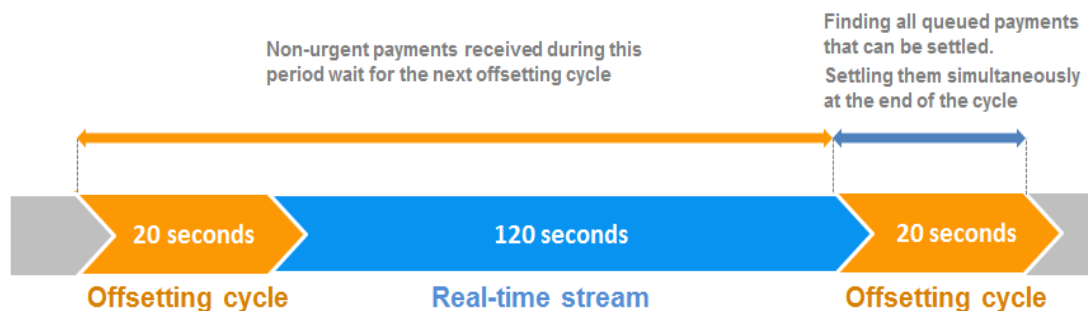 Non-urgent payments received during this
period wait for the next offsetting cycle
Finding all queued payments
that can be settled.
Settling them simultaneously
at the end of the cycle
20 seconds
120 seconds
20 seconds
Offsetting cycle
Real-time stream
Offsetting cycle